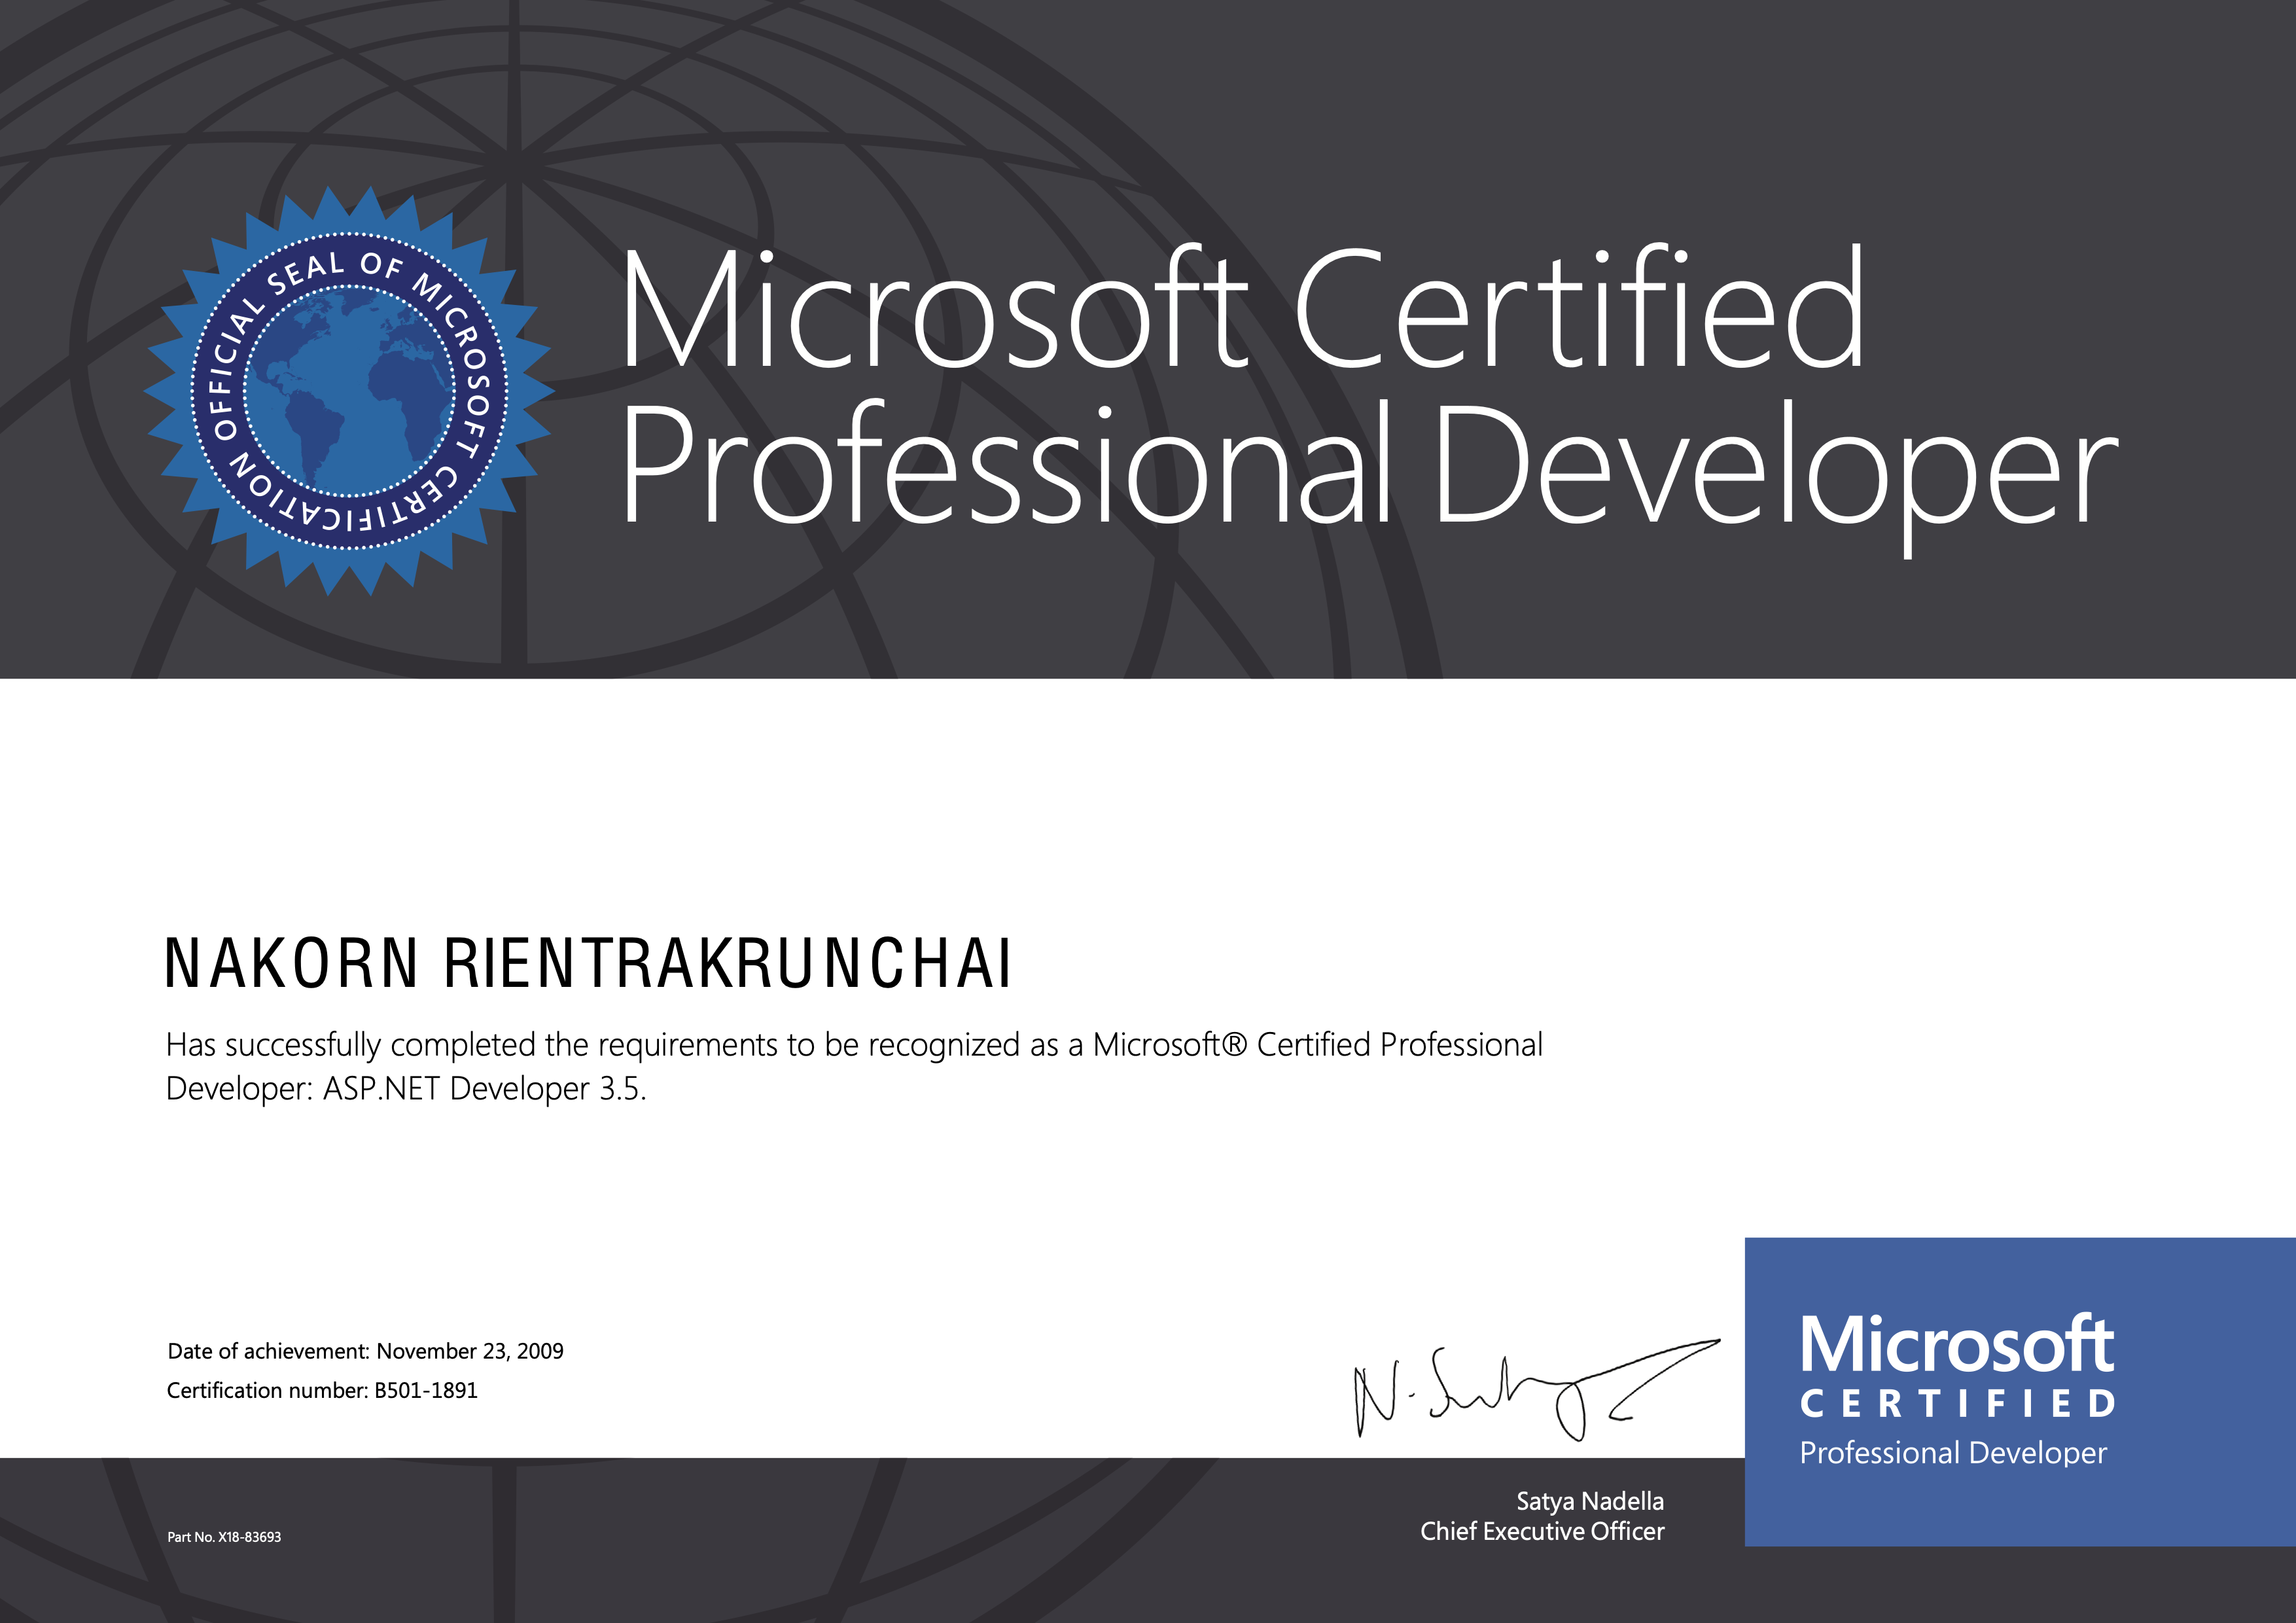 OFFICIAL SEAL OF MICROSOFT CERTIFICATION
Microsoft Certified
Professional Developer
NAKORN RIENTRAKRUNCHAI
Has successfully completed the requirements to be recognized as a Microsoft® Certified Professional
Developer: ASP.NET Developer 3.5.
Date of achievement: November 23, 2009
Certification number: B501-1891
Microsoft
CERTIFIED
Professional Developer
Satya Nadella
Chief Executive Officer
Part No. X18-83693